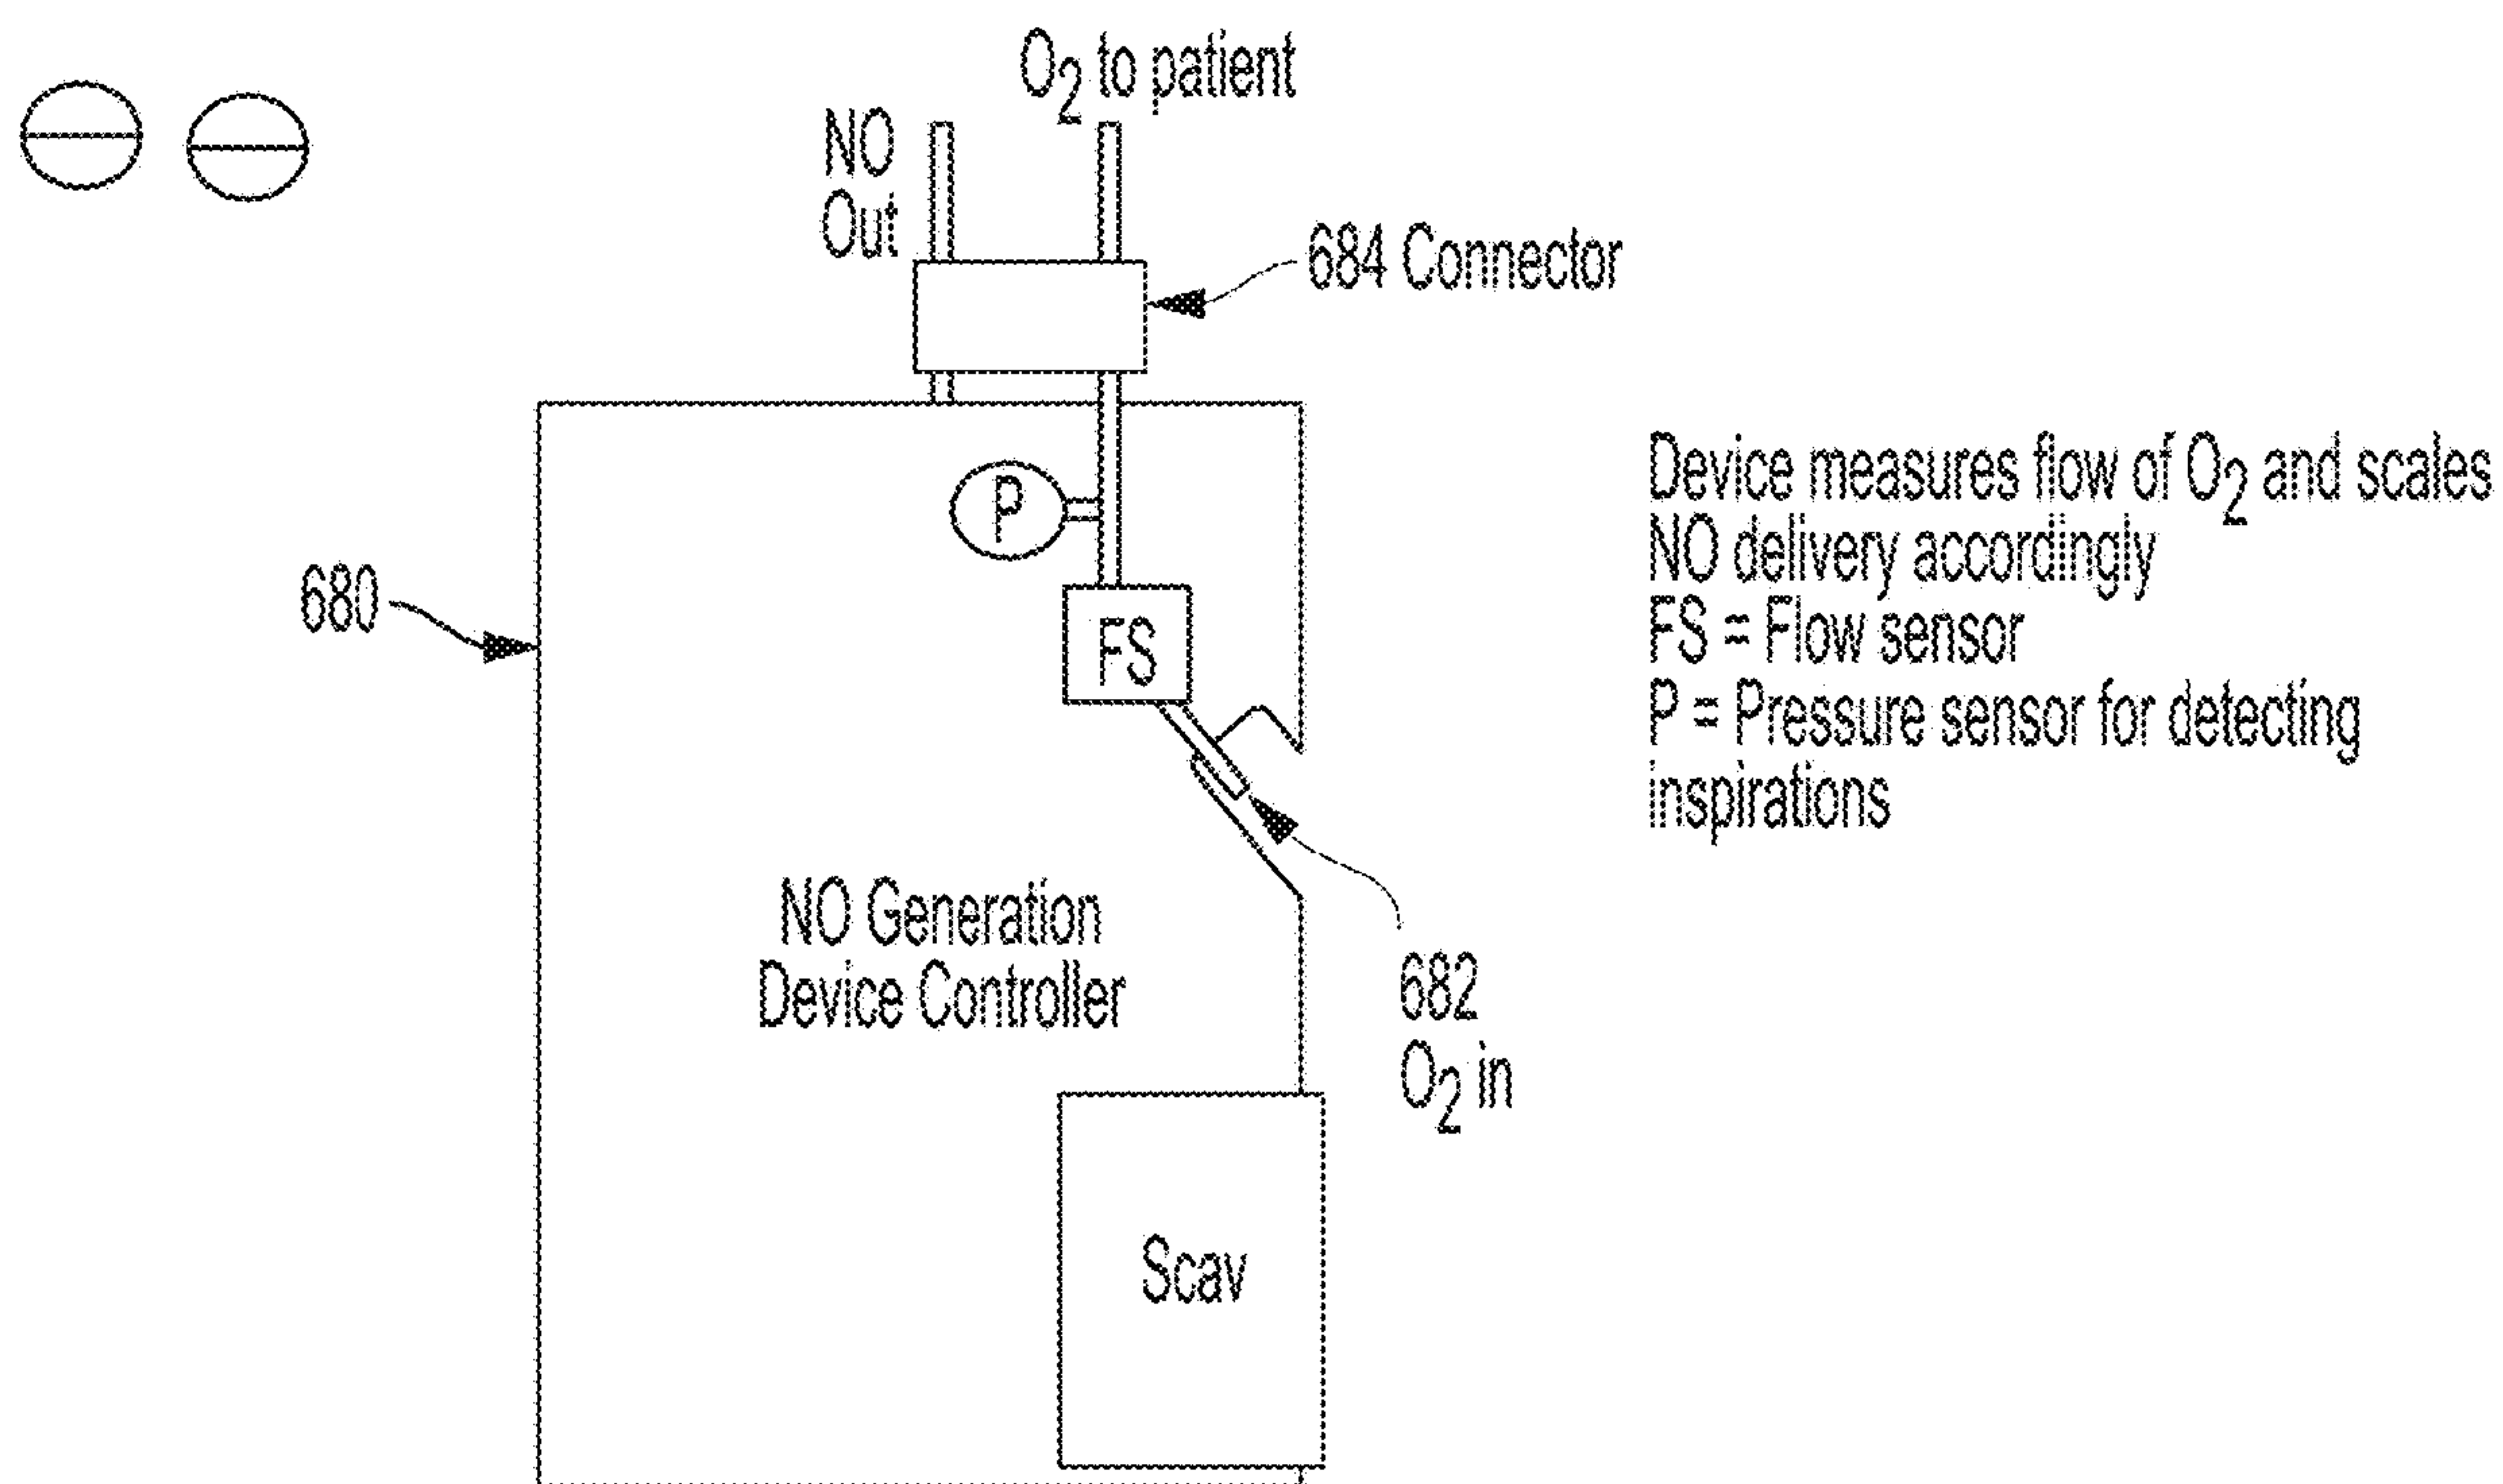 O2 to patient
NO
Out
684 Connector
P
Device measures flow of O2 and scales
NO delivery accordingly
FS = Flow sensor
P = Pressure sensor for detecting
inspirations
680
FS
NO Generation
Device Controller
682
O2 in
Scav